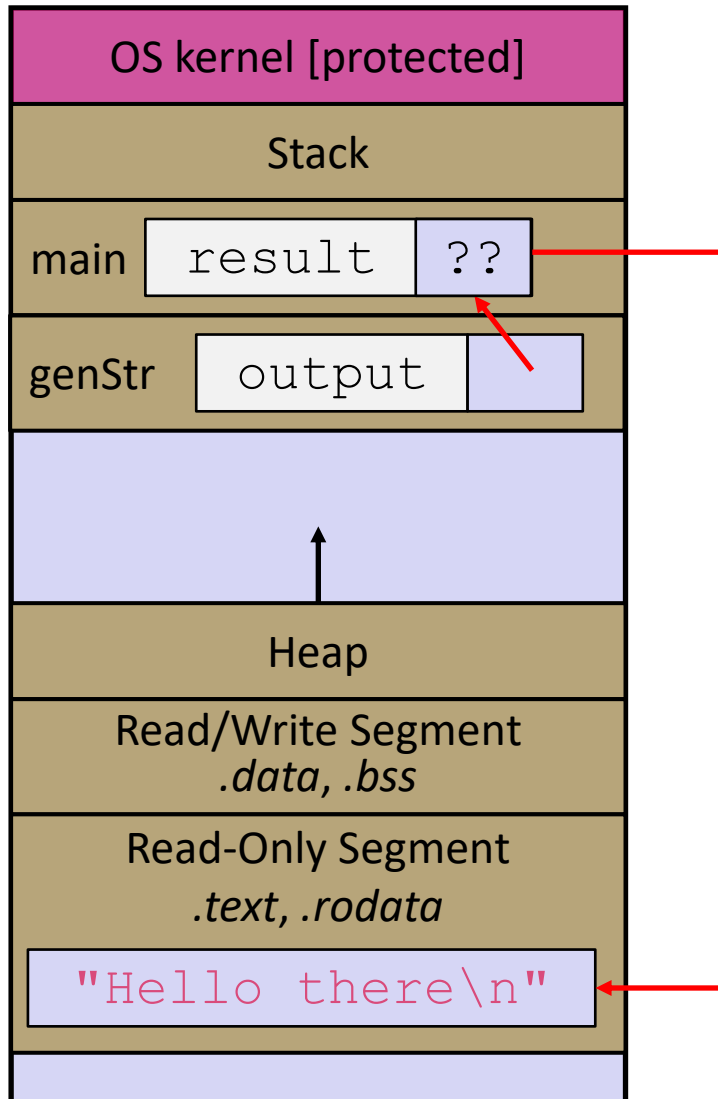 OS kernel [protected]
Stack
main result ??
genStr output
Heap
Read/Write Segment
.data, .bss
Read-Only Segment
.text, .rodata
"Hello there\n"